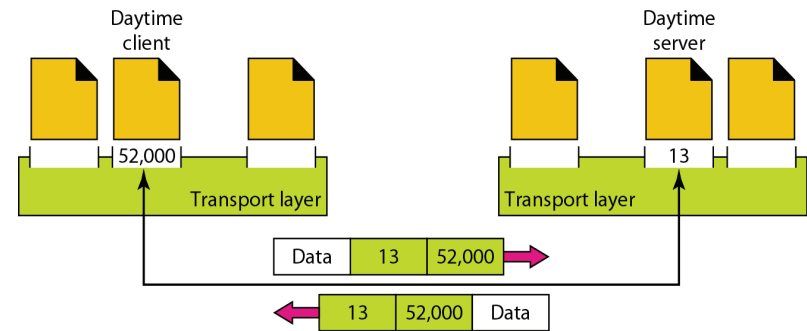 Daytime
client
Daytime
server
52,000
13
Transport layer
Transport layer
Data 13 52,000
13 52,000 Data